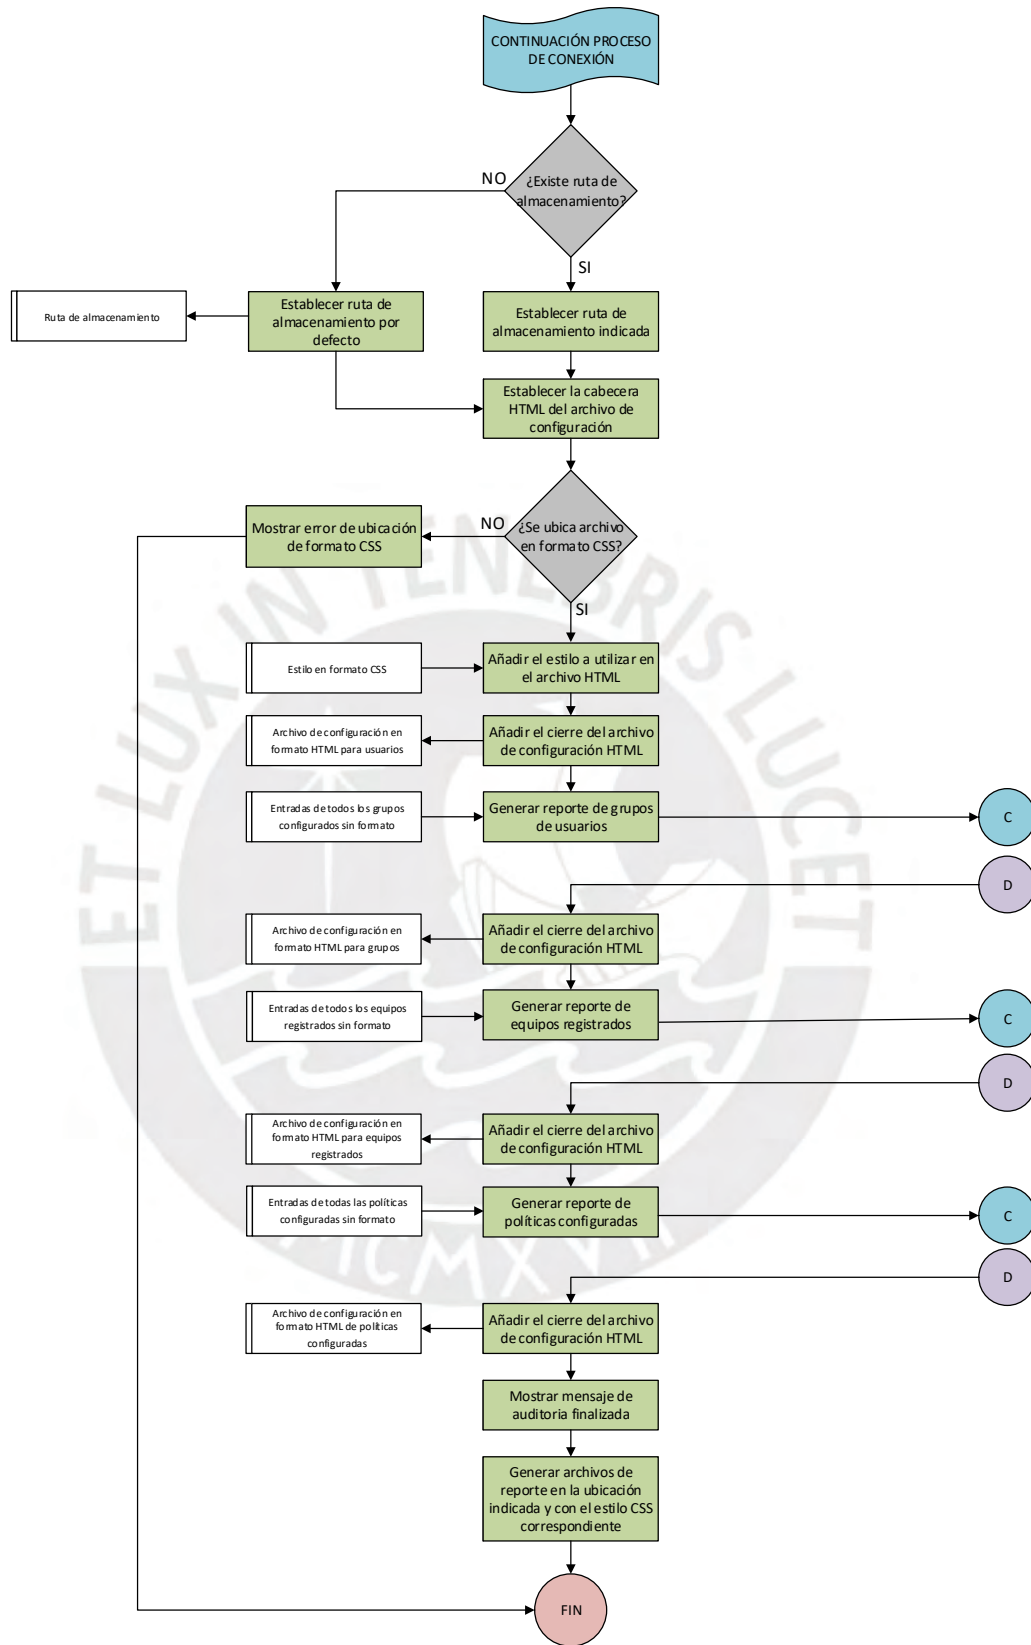 CONTINUACIÓN PROCESO
DE CONEXIÓN
¿Existe ruta de
almacenamiento?
NO
SI
Ruta de almacenamiento
Establecer ruta de
almacenamiento por
defecto
Establecer ruta de
almacenamiento indicada
Establecer la cabecera
HTML del archivo de
configuración
¿Se ubica archivo
en formato CSS?
NO
Mostrar error de ubicación
de formato CSS
SI
Estilo en formato CSS
Añadir el estilo a utilizar en
el archivo HTML
Archivo de configuración en
formato HTML para usuarios
Añadir el cierre del archivo
de configuración HTML
Entradas de todos los grupos
configurados sin formato
Generar reporte de grupos
de usuarios
C
D
Archivo de configuración en
formato HTML para grupos
Añadir el cierre del archivo
de configuración HTML
Entradas de todos los equipos
registrados sin formato
Generar reporte de
equipos registrados
C
D
Archivo de configuración en
formato HTML para equipos
registrados
Añadir el cierre del archivo
de configuración HTML
Entradas de todas las políticas
configuradas sin formato
Generar reporte de
políticas configuradas
C
D
Archivo de configuración en
formato HTML de políticas
configuradas
Añadir el cierre del archivo
de configuración HTML
Mostrar mensaje de
auditoria finalizada
Generar archivos de
reporte en la ubicación
indicada y con el estilo CSS
correspondiente
FIN
ET LUX IN TENEBRIS LUCET
MCMXVII